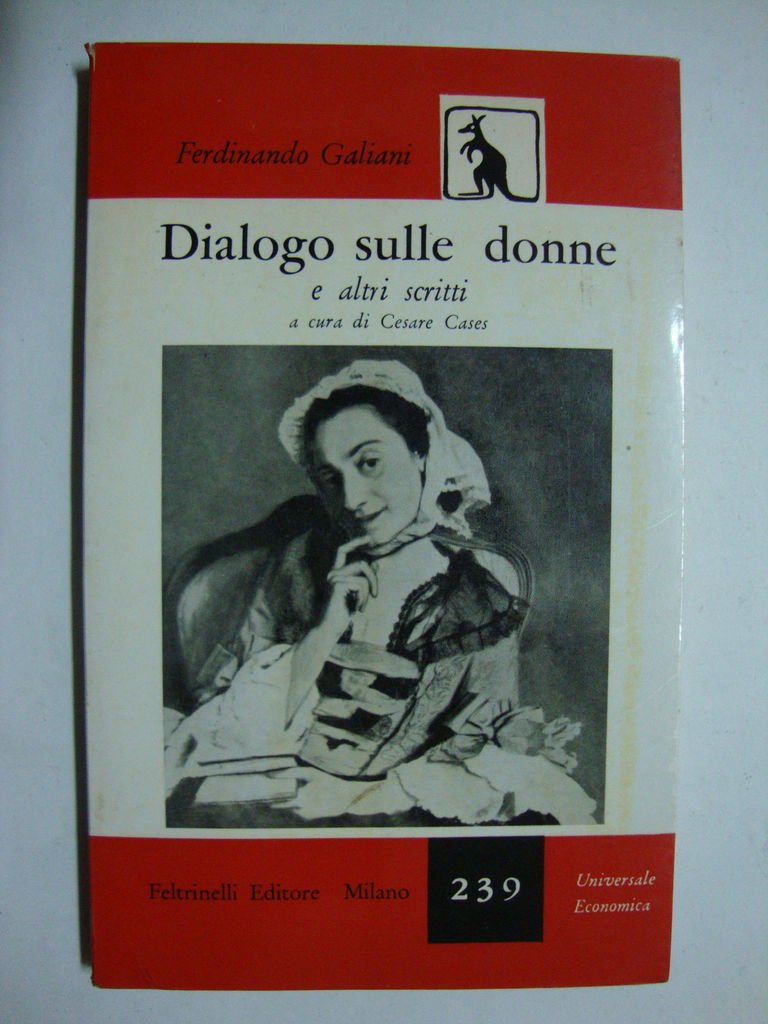 Ferdinando Galiani
Dialogo sulle donne
e altri scritti
a cura di Cesare Cases
Feltrinelli Editore Milano
239
Universale
Economica